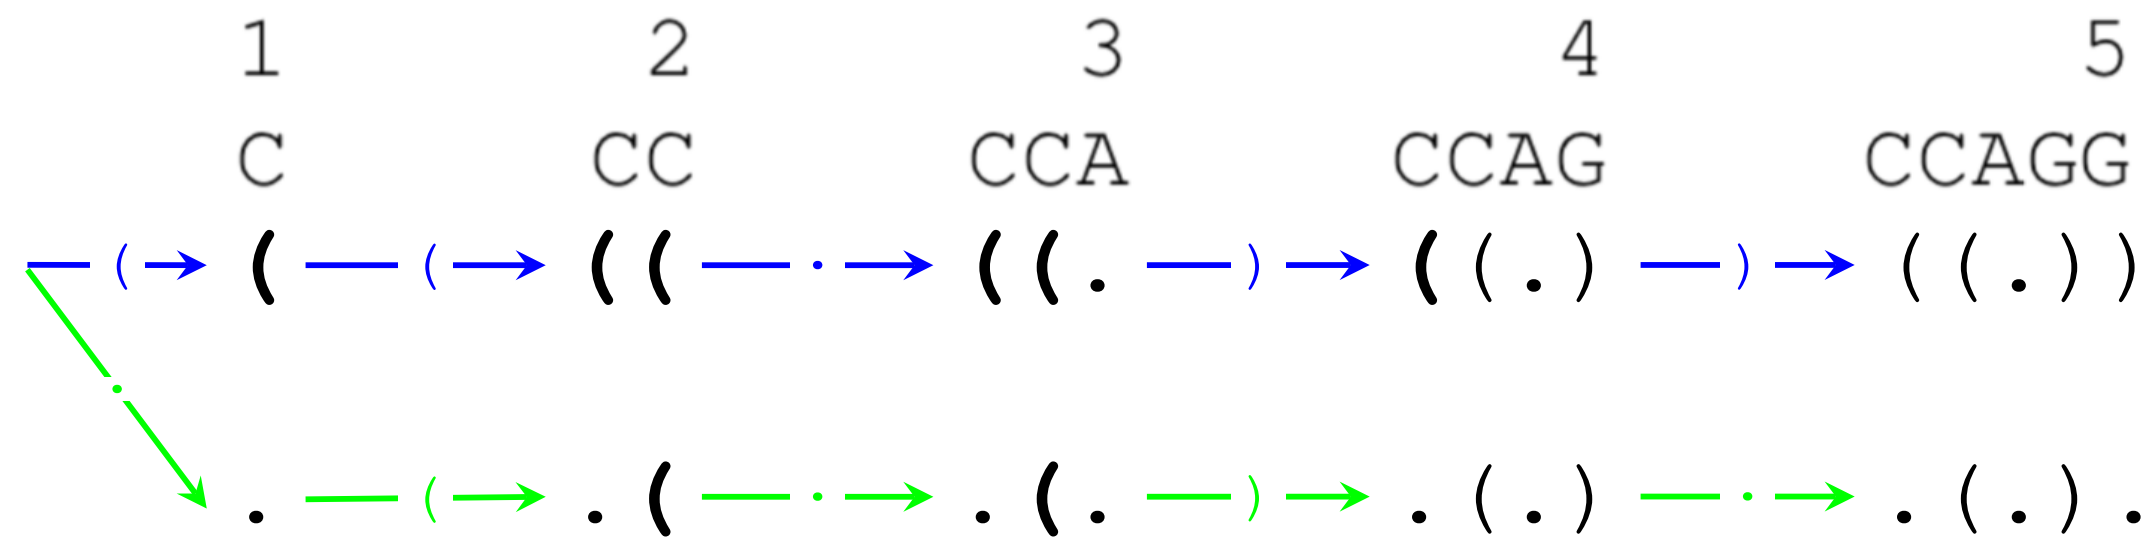 1 2 3 4 5
C CC CCA CCAG CCAGG
( ( ( (( . ((. ) ((.) ) ((.))
. . ( .( . .(. ) .(.) . .(.).